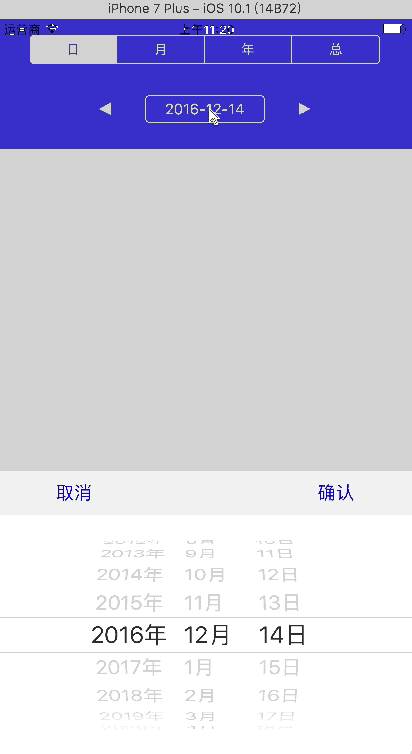 iPhone 7 Plus – iOS 10.1 (14B72)
运营商 上午11:20
日 月 年 总
◀ 2016-12-14 ▶
取消 确认
2013年 9月 11日
2014年 10月 12日
2015年 11月 13日
2016年 12月 14日
2017年 1月 15日
2018年 2月 16日
2019年 3月 17日